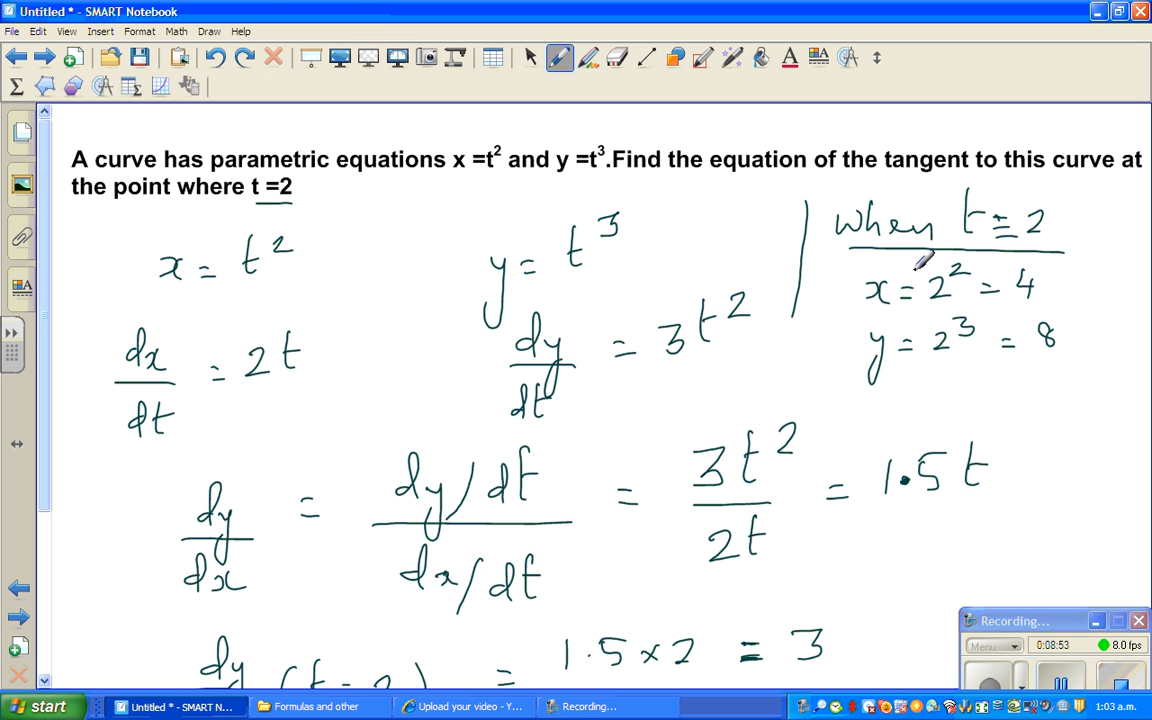 Untitled * - SMART Notebook
File Edit View Insert Format Math Draw Help
A curve has parametric equations x =t² and y =t³.Find the equation of the tangent to this curve at
the point where t =2
when t = 2
x = t²
y = t³
x = 2² = 4
y = 2³ = 8
dx/dt = 2t
dy/dt = 3t²
dy/dx = dy/dt / dx/dt = 3t²/2t = 1.5t
dy (t = 2) = 1.5 × 2 = 3
Recording...
Menu
00:08:53
8.0 fps
start
Untitled * - SMART N...
Formulas and other
Upload your video - Y...
Recording...
1:03 a.m.